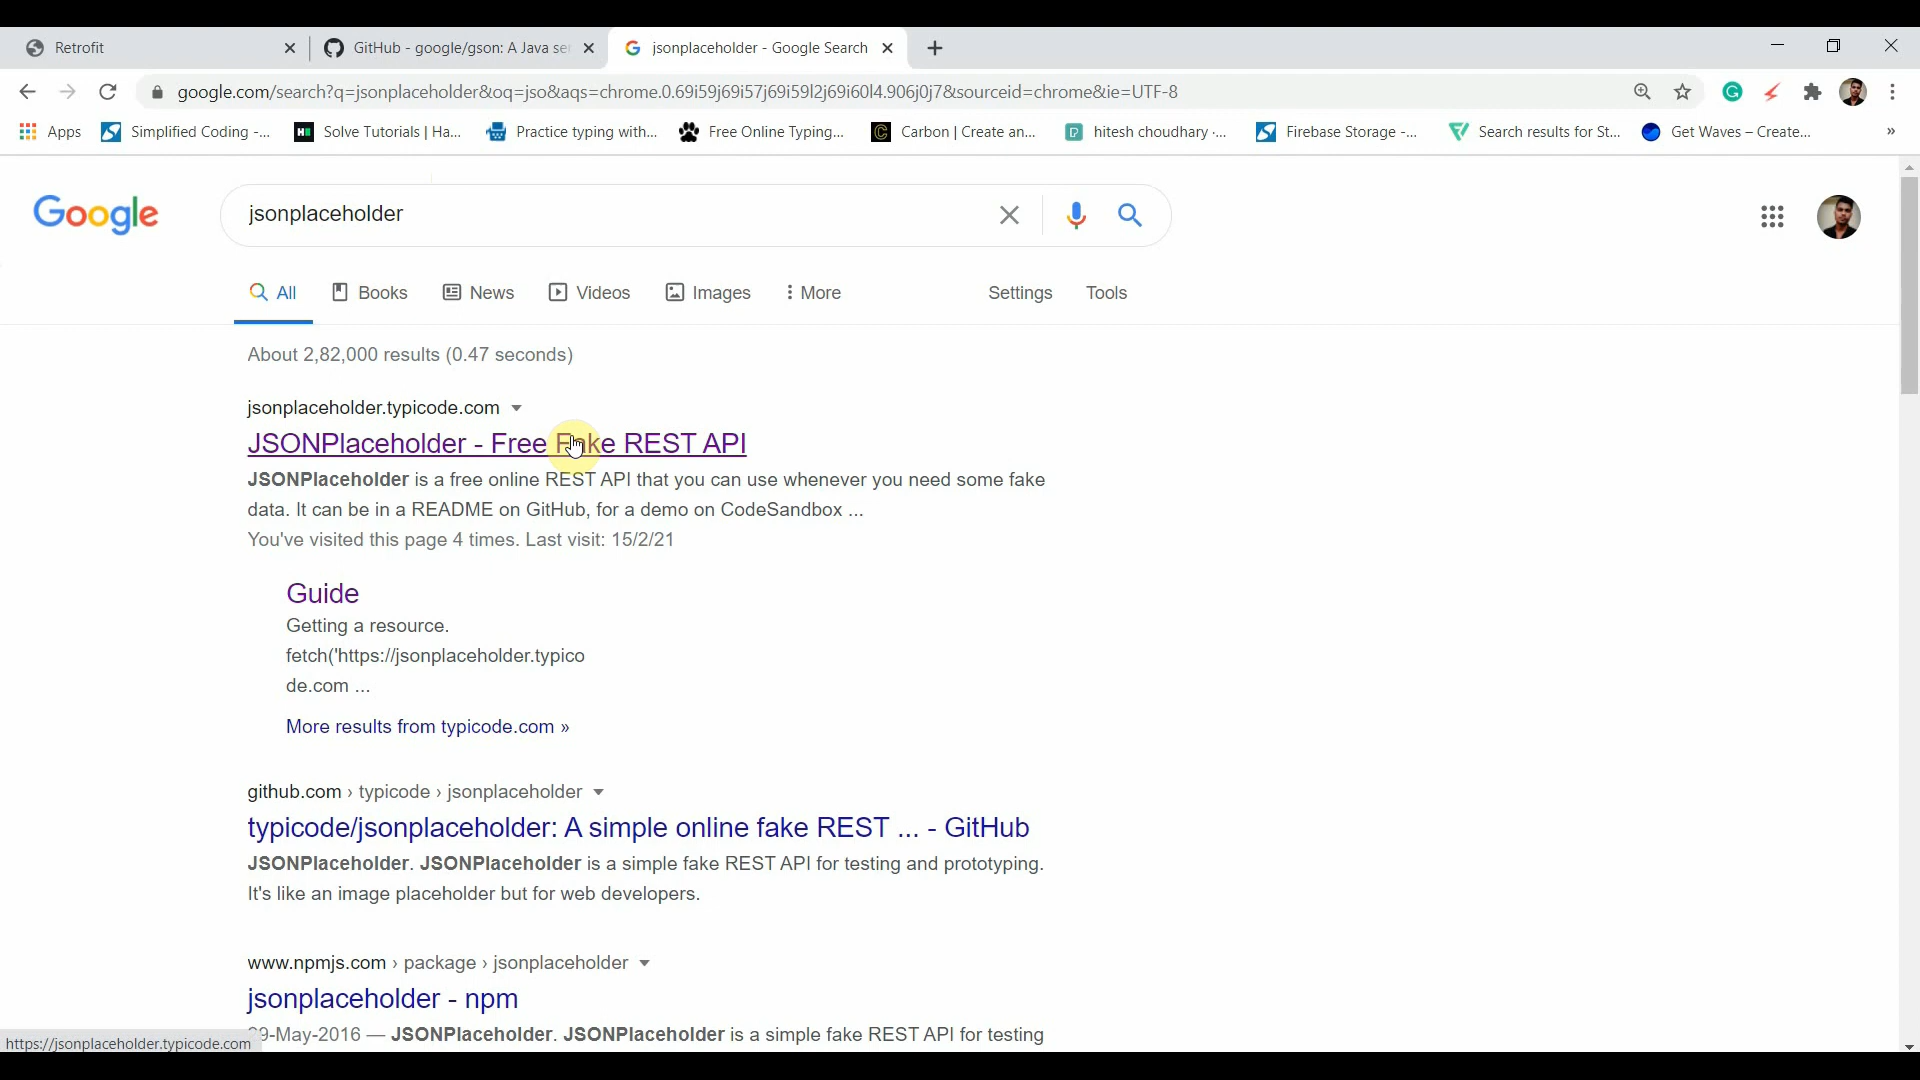 Retrofit
GitHub - google/gson: A Java se
jsonplaceholder - Google Search
google.com/search?q=jsonplaceholder&oq=jso&aqs=chrome.0.69i59j69i57j69i59l2j69i60l4.906j0j7&sourceid=chrome&ie=UTF-8
Apps
Simplified Coding -...
Solve Tutorials | Ha...
Practice typing with...
Free Online Typing...
Carbon | Create an...
hitesh choudhary -...
Firebase Storage -...
Search results for St...
Get Waves – Create...
»
Google
jsonplaceholder
All
Books
News
Videos
Images
More
Settings
Tools
About 2,82,000 results (0.47 seconds)
jsonplaceholder.typicode.com
JSONPlaceholder - Free Fake REST API
JSONPlaceholder is a free online REST API that you can use whenever you need some fake
data. It can be in a README on GitHub, for a demo on CodeSandbox ...
You've visited this page 4 times. Last visit: 15/2/21
Guide
Getting a resource.
fetch('https://jsonplaceholder.typico
de.com ...
More results from typicode.com »
github.com › typicode › jsonplaceholder
typicode/jsonplaceholder: A simple online fake REST ... - GitHub
JSONPlaceholder. JSONPlaceholder is a simple fake REST API for testing and prototyping.
It's like an image placeholder but for web developers.
www.npmjs.com › package › jsonplaceholder
jsonplaceholder - npm
09-May-2016 — JSONPlaceholder. JSONPlaceholder is a simple fake REST API for testing
https://jsonplaceholder.typicode.com